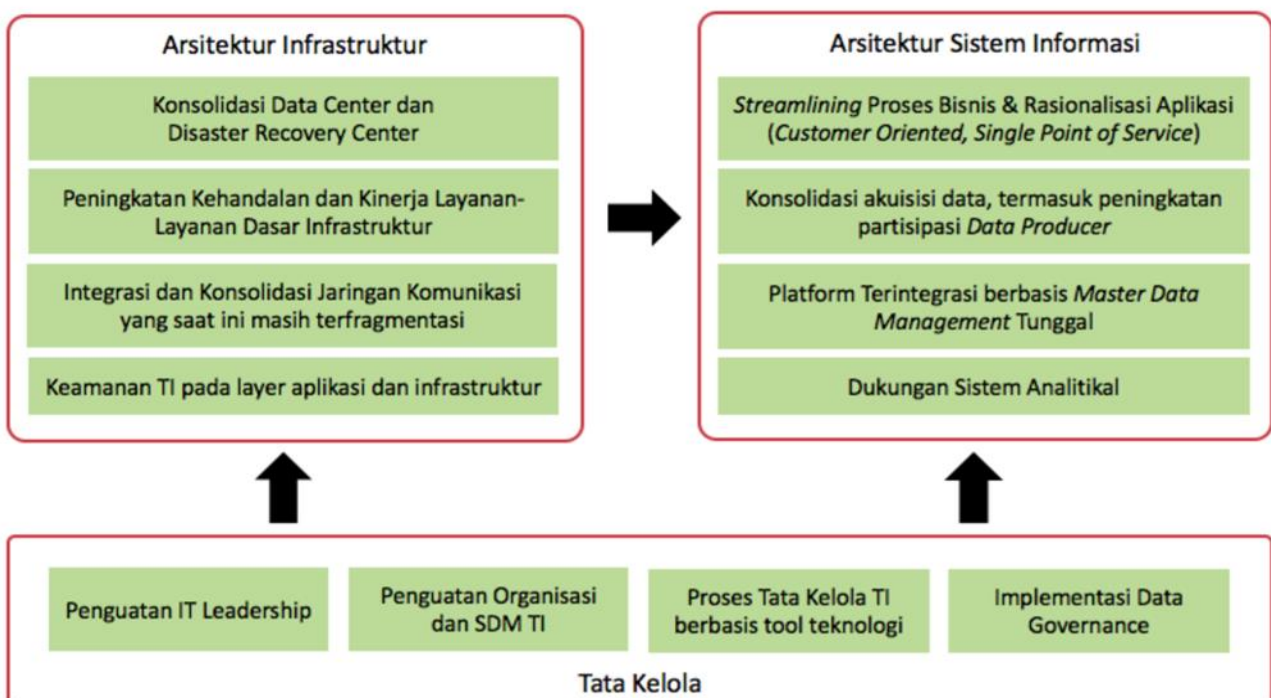 Arsitektur Infrastruktur
Konsolidasi Data Center dan
Disaster Recovery Center
Peningkatan Kehandalan dan Kinerja Layanan-
Layanan Dasar Infrastruktur
Integrasi dan Konsolidasi Jaringan Komunikasi
yang saat ini masih terfragmentasi
Keamanan TI pada layer aplikasi dan infrastruktur
Arsitektur Sistem Informasi
Streamlining Proses Bisnis & Rasionalisasi Aplikasi
(Customer Oriented, Single Point of Service)
Konsolidasi akuisisi data, termasuk peningkatan
partisipasi Data Producer
Platform Terintegrasi berbasis Master Data
Management Tunggal
Dukungan Sistem Analitikal
Penguatan IT Leadership
Penguatan Organisasi
dan SDM TI
Proses Tata Kelola TI
berbasis tool teknologi
Implementasi Data
Governance
Tata Kelola